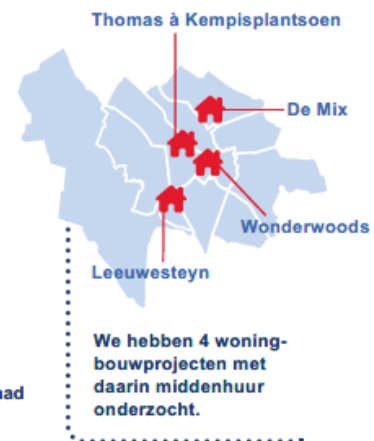 Thomas à Kempisplantsoen
De Mix
Wonderwoods
Leeuwesteyn
We hebben 4 woning-
bouwprojecten met
daarin middenhuur
onderzocht.